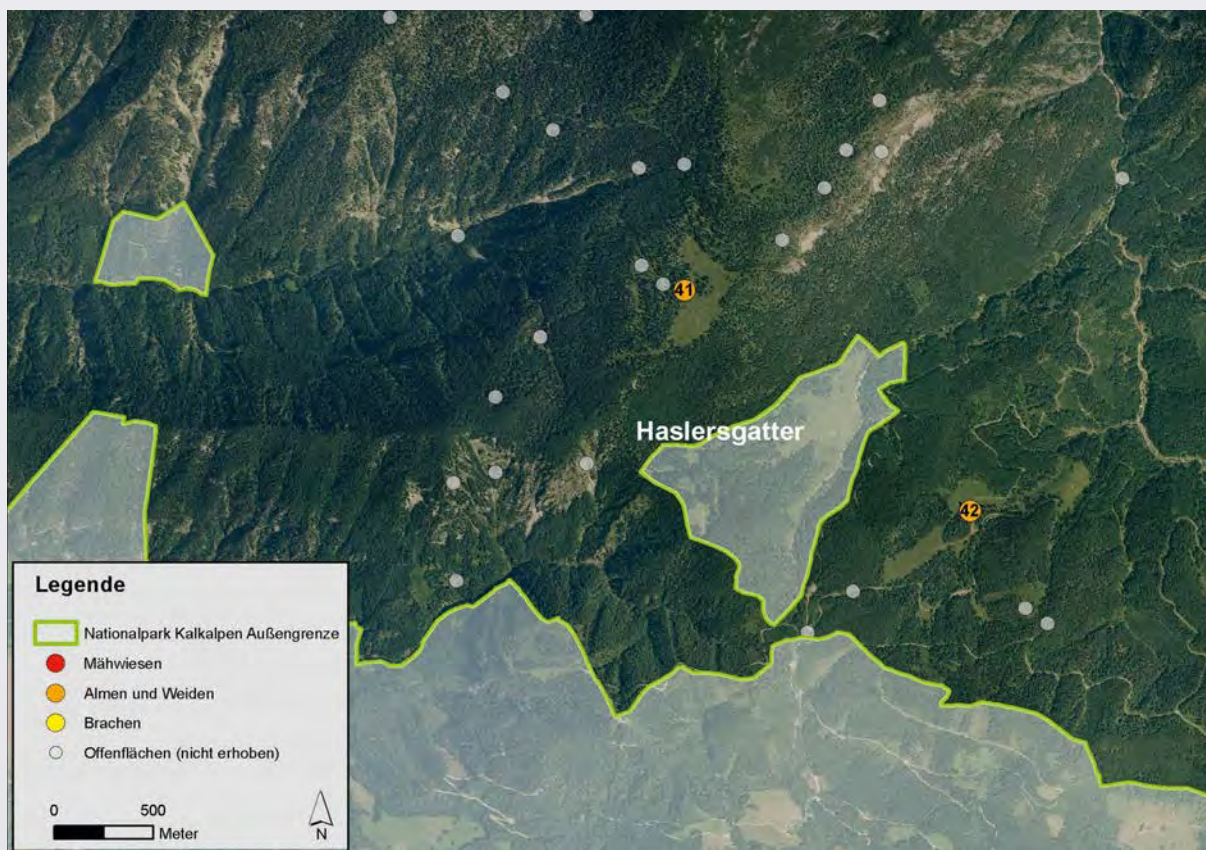 41
Haslersgatter
42
Legende
Nationalpark Kalkalpen Außengrenze
Mähwiesen
Almen und Weiden
Brachen
Offenflächen (nicht erhoben)
0 500
Meter
N